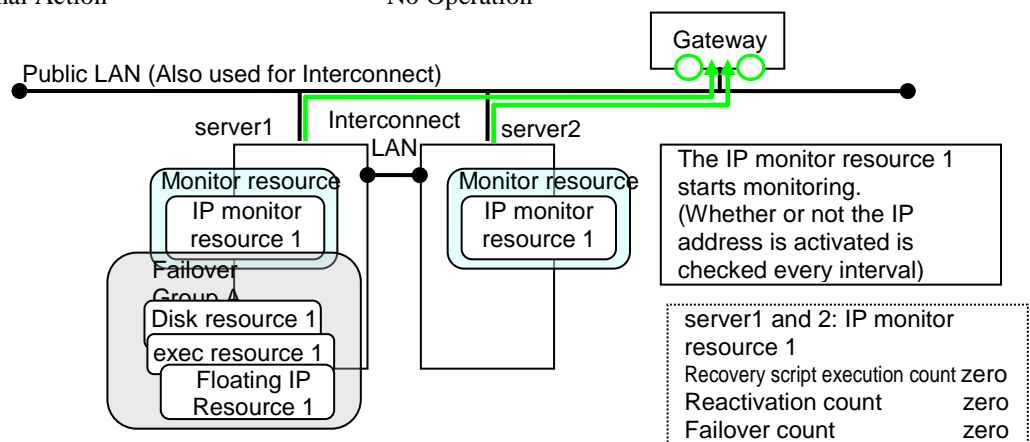 No Operation
Gateway
Public LAN (Also used for Interconnect)
server1
Interconnect
LAN
server2
Monitor resource
IP monitor
resource 1
Monitor resource
IP monitor
resource 1
The IP monitor resource 1
starts monitoring.
(Whether or not the IP
address is activated is
checked every interval)
Failover
Group A
Disk resource 1
exec resource 1
Floating IP
Resource 1
server1 and 2: IP monitor
resource 1
Recovery script execution count zero
Reactivation count zero
Failover count zero